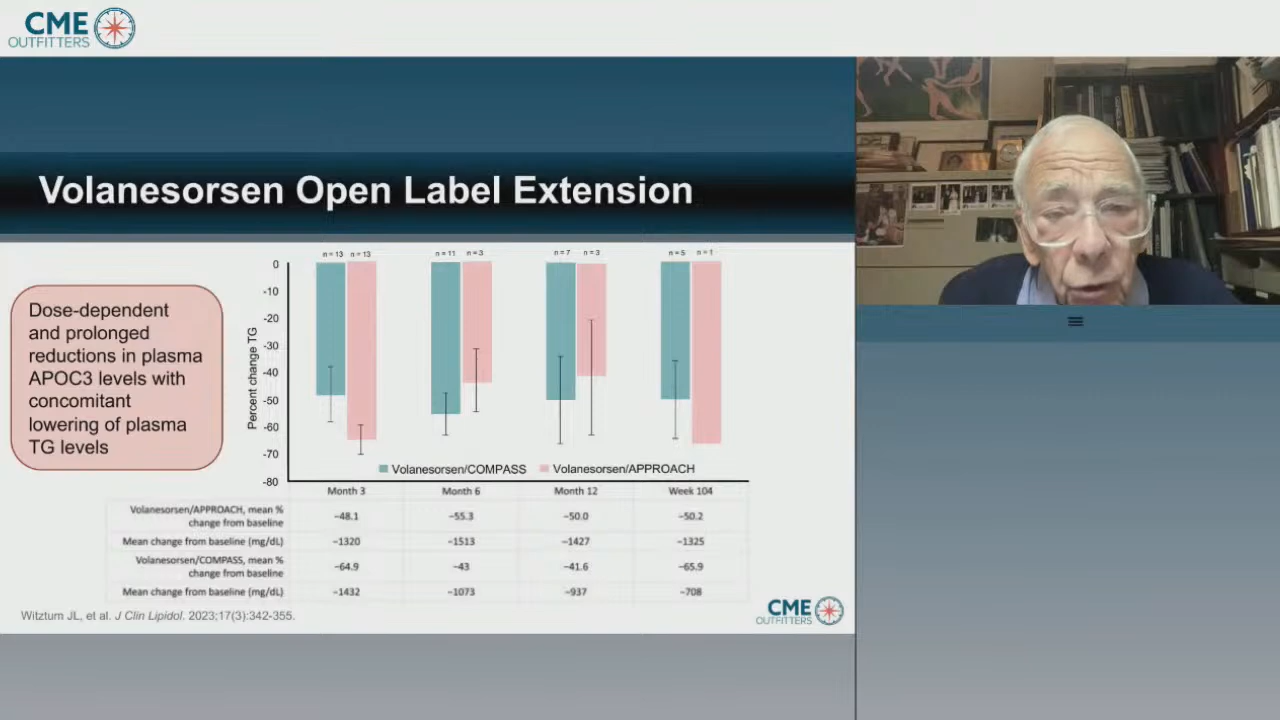 CME
OUTFITTERS
Volanesorsen Open Label Extension
Dose-dependent
and prolonged
reductions in plasma
APOC3 levels with
concomitant
lowering of plasma
TG levels
Percent change TG
0
-10
-20
-30
-40
-50
-60
-70
-80
n = 13 n = 13
n = 11 n = 3
n = 7 n = 3
n = 5 n = 1
Volanesorsen/COMPASS Volanesorsen/APPROACH
Month 3 Month 6 Month 12 Week 104
Volanesorsen/APPROACH, mean %
change from baseline
−48.1 −55.3 −50.0 −50.2
Mean change from baseline (mg/dL) −1320 −1513 −1427 −1325
Volanesorsen/COMPASS, mean %
change from baseline
−64.9 −43 −41.6 −65.9
Mean change from baseline (mg/dL) −1432 −1073 −937 −708
Witztum JL, et al. J Clin Lipidol. 2023;17(3):342-355.
CME
OUTFITTERS